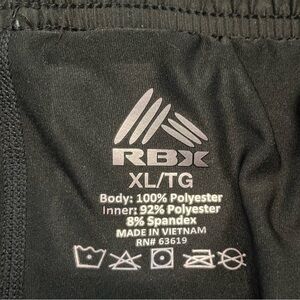 RBX
XL/TG
Body: 100% Polyester
Inner: 92% Polyester
8% Spandex
MADE IN VIETNAM
RN# 63619